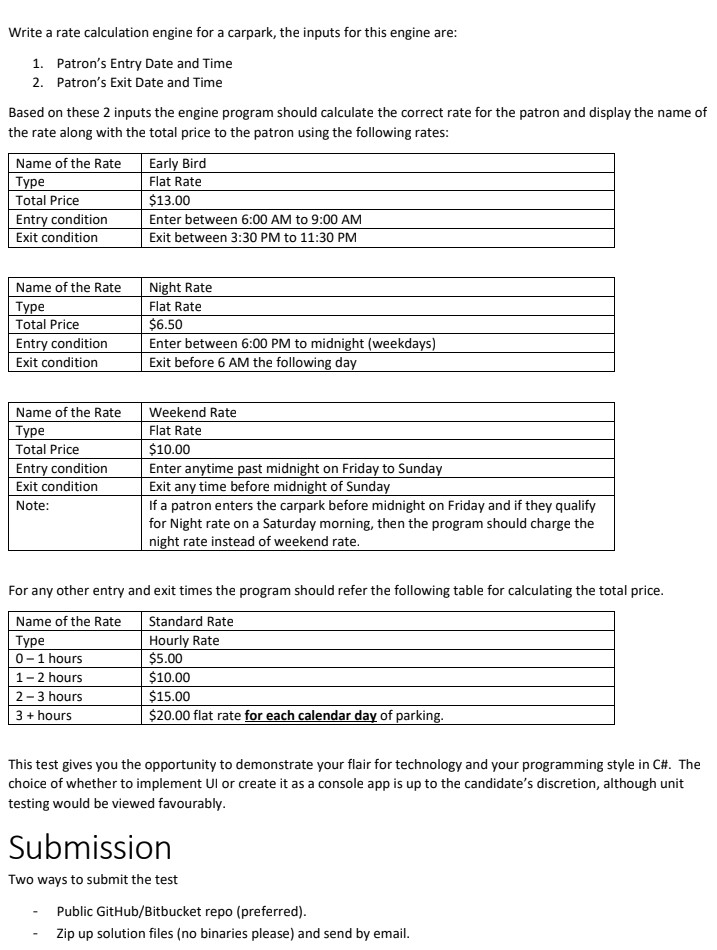 Write a rate calculation engine for a carpark, the inputs for this engine are:
1. Patron's Entry Date and Time
2. Patron's Exit Date and Time
Based on these 2 inputs the engine program should calculate the correct rate for the patron and display the name of
the rate along with the total price to the patron using the following rates:
Name of the Rate Early Bird
Type Flat Rate
Total Price $13.00
Entry condition Enter between 6:00 AM to 9:00 AM
Exit condition Exit between 3:30 PM to 11:30 PM
Name of the Rate Night Rate
Type Flat Rate
Total Price $6.50
Entry condition Enter between 6:00 PM to midnight (weekdays)
Exit condition Exit before 6 AM the following day
Name of the Rate Weekend Rate
Type Flat Rate
Total Price $10.00
Entry condition Enter anytime past midnight on Friday to Sunday
Exit condition Exit any time before midnight of Sunday
Note: If a patron enters the carpark before midnight on Friday and if they qualify
for Night rate on a Saturday morning, then the program should charge the
night rate instead of weekend rate.
For any other entry and exit times the program should refer the following table for calculating the total price.
Name of the Rate Standard Rate
Type Hourly Rate
0 – 1 hours $5.00
1 – 2 hours $10.00
2 – 3 hours $15.00
3 + hours $20.00 flat rate for each calendar day of parking.
This test gives you the opportunity to demonstrate your flair for technology and your programming style in C#. The
choice of whether to implement UI or create it as a console app is up to the candidate's discretion, although unit
testing would be viewed favourably.
Submission
Two ways to submit the test
- Public GitHub/Bitbucket repo (preferred).
- Zip up solution files (no binaries please) and send by email.